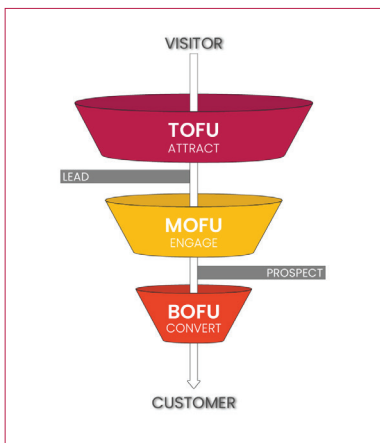 VISITOR
TOFU
ATTRACT
LEAD
MOFU
ENGAGE
PROSPECT
BOFU
CONVERT
CUSTOMER